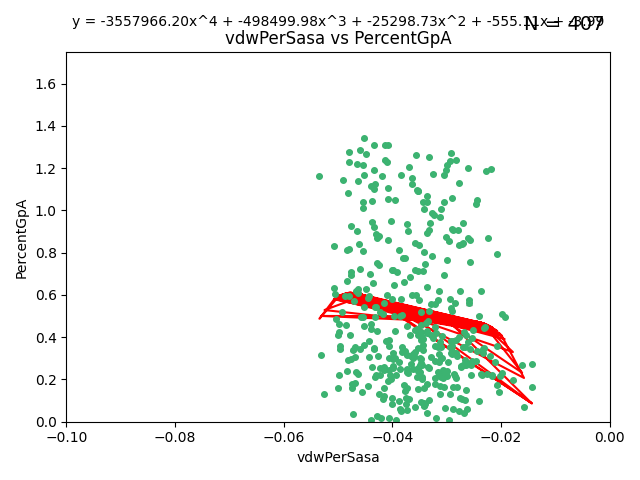 y = -3557966.20x^4 + -498499.98x^3 + -25298.73x^2 + -555.11x + -3.99
N = 407
vdwPerSasa vs PercentGpA
1.6
1.4
1.2
1.0
0.8
0.6
0.4
0.2
0.0
PercentGpA
−0.10 −0.08 −0.06 −0.04 −0.02 0.00
vdwPerSasa